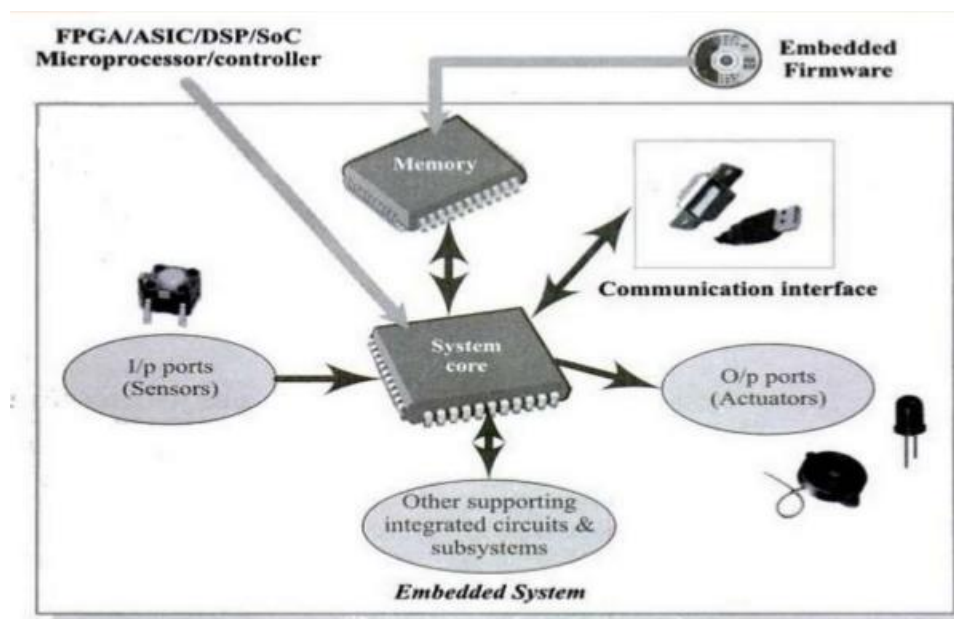 FPGA/ASIC/DSP/SoC
Microprocessor/controller
Embedded
Firmware
Memory
Communication interface
I/p ports
(Sensors)
System
core
O/p ports
(Actuators)
Other supporting
integrated circuits &
subsystems
Embedded System